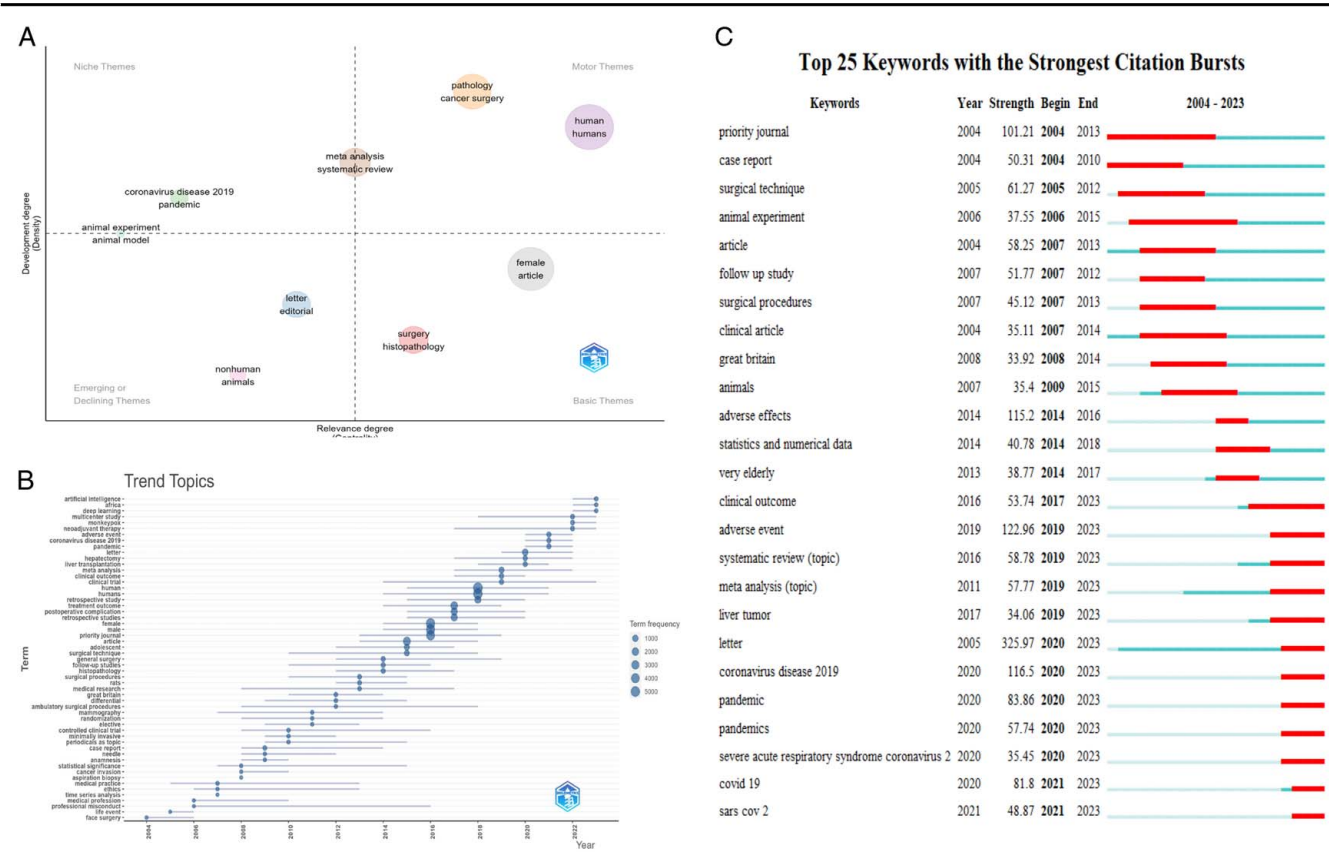 A
Niche Themes
Motor Themes
pathology
cancer surgery
human
humans
meta analysis
systematic review
coronavirus disease 2019
pandemic
animal experiment
animal model
female
article
letter
editorial
surgery
histopathology
nonhuman
animals
Emerging or
Declining Themes
Basic Themes
Development degree
(Density)
Relevance degree
(Centrality)
B
Trend Topics
Term
artificial intelligence
africa
deep learning
multicenter study
monkeypox
neoadjuvant therapy
adverse event
coronavirus disease 2019
pandemic
letter
hepatectomy
liver transplantation
meta analysis
clinical outcome
clinical trial
human
humans
retrospective study
treatment outcome
postoperative complication
retrospective studies
female
male
priority journal
article
adolescent
surgical technique
general surgery
follow-up studies
histopathology
surgical procedures
rats
medical research
great britain
differential
ambulatory surgical procedures
mammography
randomization
elective
controlled clinical trial
minimally invasive
periodicals as topic
case report
needle
anamnesis
statistical significance
cancer invasion
aspiration biopsy
medical practice
ethics
time series analysis
medical profession
professional misconduct
life event
face surgery
2004 2006 2008 2010 2012 2014 2016 2018 2020 2022
Year
Term frequency
1000
2000
3000
4000
5000
C
Top 25 Keywords with the Strongest Citation Bursts
Keywords Year Strength Begin End 2004 - 2023
priority journal 2004 101.21 2004 2013
case report 2004 50.31 2004 2010
surgical technique 2005 61.27 2005 2012
animal experiment 2006 37.55 2006 2015
article 2004 58.25 2007 2013
follow up study 2007 51.77 2007 2012
surgical procedures 2007 45.12 2007 2013
clinical article 2004 35.11 2007 2014
great britain 2008 33.92 2008 2014
animals 2007 35.4 2009 2015
adverse effects 2014 115.2 2014 2016
statistics and numerical data 2014 40.78 2014 2018
very elderly 2013 38.77 2014 2017
clinical outcome 2016 53.74 2017 2023
adverse event 2019 122.96 2019 2023
systematic review (topic) 2016 58.78 2019 2023
meta analysis (topic) 2011 57.77 2019 2023
liver tumor 2017 34.06 2019 2023
letter 2005 325.97 2020 2023
coronavirus disease 2019 2020 116.5 2020 2023
pandemic 2020 83.86 2020 2023
pandemics 2020 57.74 2020 2023
severe acute respiratory syndrome coronavirus 2 2020 35.45 2020 2023
covid 19 2020 81.8 2021 2023
sars cov 2 2021 48.87 2021 2023